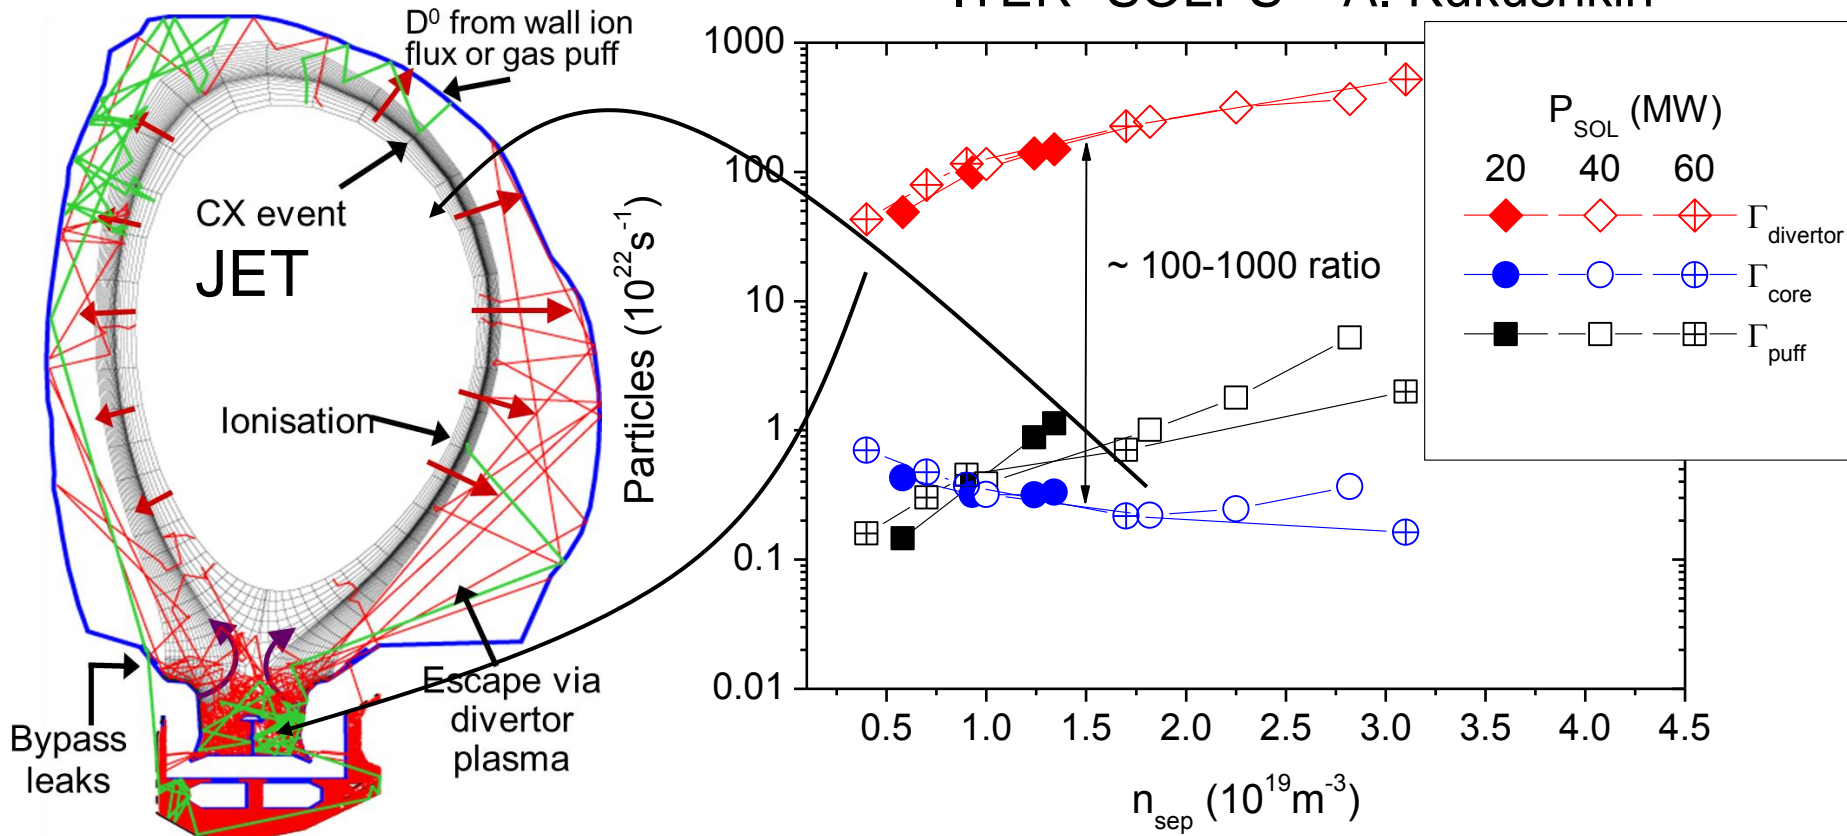 ITER SOLPS A. Kukushkin
D⁰ from wall ion
flux or gas puff
CX event
JET
Ionisation
Escape via
divertor
plasma
Bypass
leaks
Particles (10²²s⁻¹)
1000
100
10
1
0.1
0.01
~ 100-1000 ratio
0.5 1.0 1.5 2.0 2.5 3.0 3.5 4.0 4.5
n_sep (10¹⁹m⁻³)
P_SOL (MW)
20 40 60
Γ_divertor
Γ_core
Γ_puff